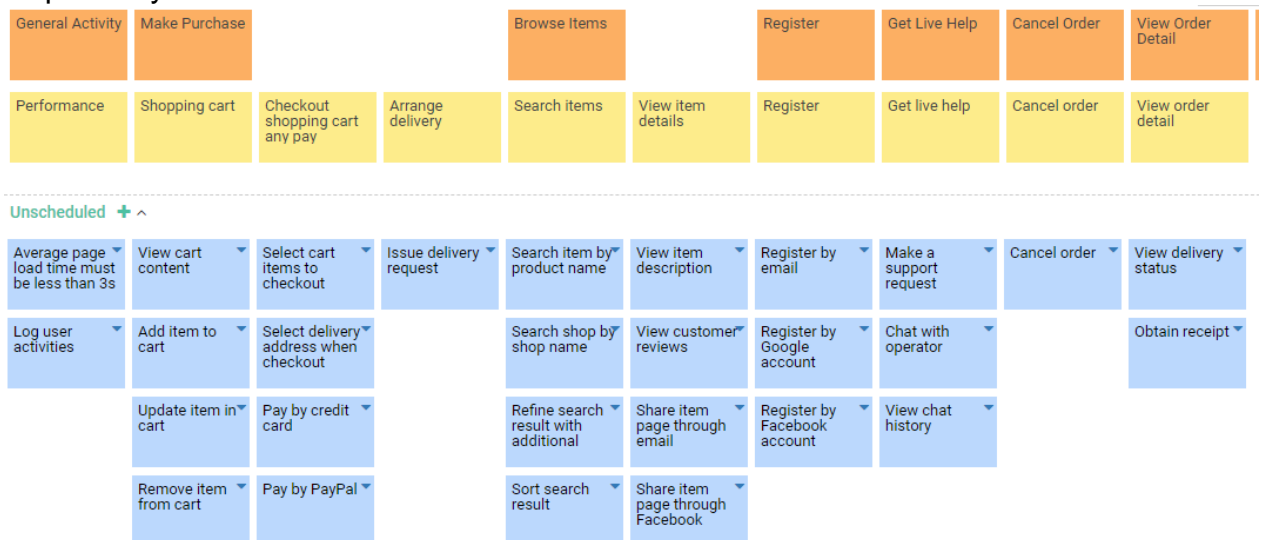 General Activity
Make Purchase
Browse Items
Register
Get Live Help
Cancel Order
View Order
Detail
Performance
Shopping cart
Checkout
shopping cart
any pay
Arrange
delivery
Search items
View item
details
Register
Get live help
Cancel order
View order
detail
Unscheduled
Average page
load time must
be less than 3s
View cart
content
Select cart
items to
checkout
Issue delivery
request
Search item by
product name
View item
description
Register by
email
Make a
support
request
Cancel order
View delivery
status
Log user
activities
Add item to
cart
Select delivery
address when
checkout
Search shop by
shop name
View customer
reviews
Register by
Google
account
Chat with
operator
Obtain receipt
Update item in
cart
Pay by credit
card
Refine search
result with
additional
Share item
page through
email
Register by
Facebook
account
View chat
history
Remove item
from cart
Pay by PayPal
Sort search
result
Share item
page through
Facebook